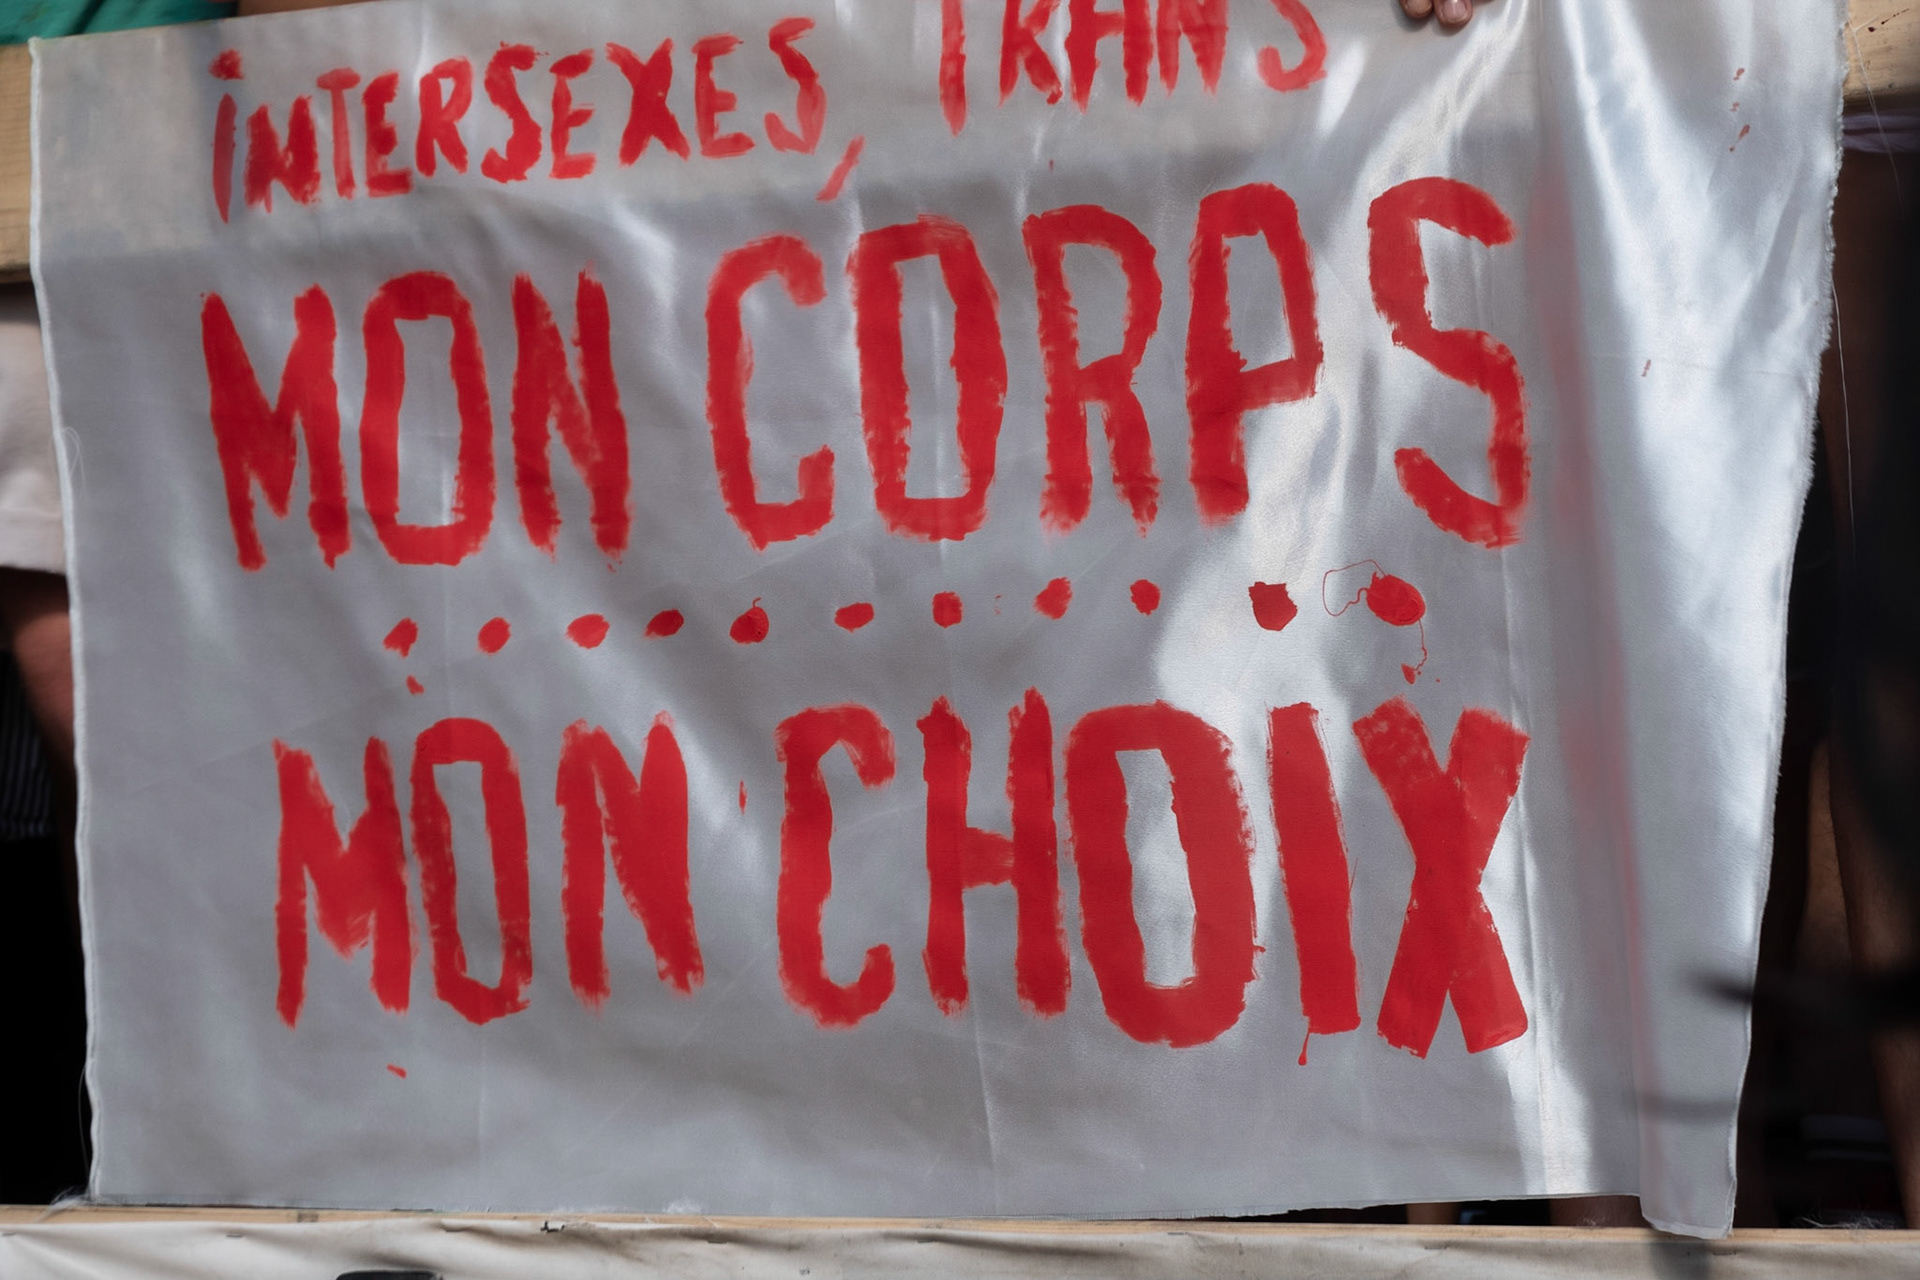 iNTERSEXES, TRANS
MON CORPS
MON CHOIX